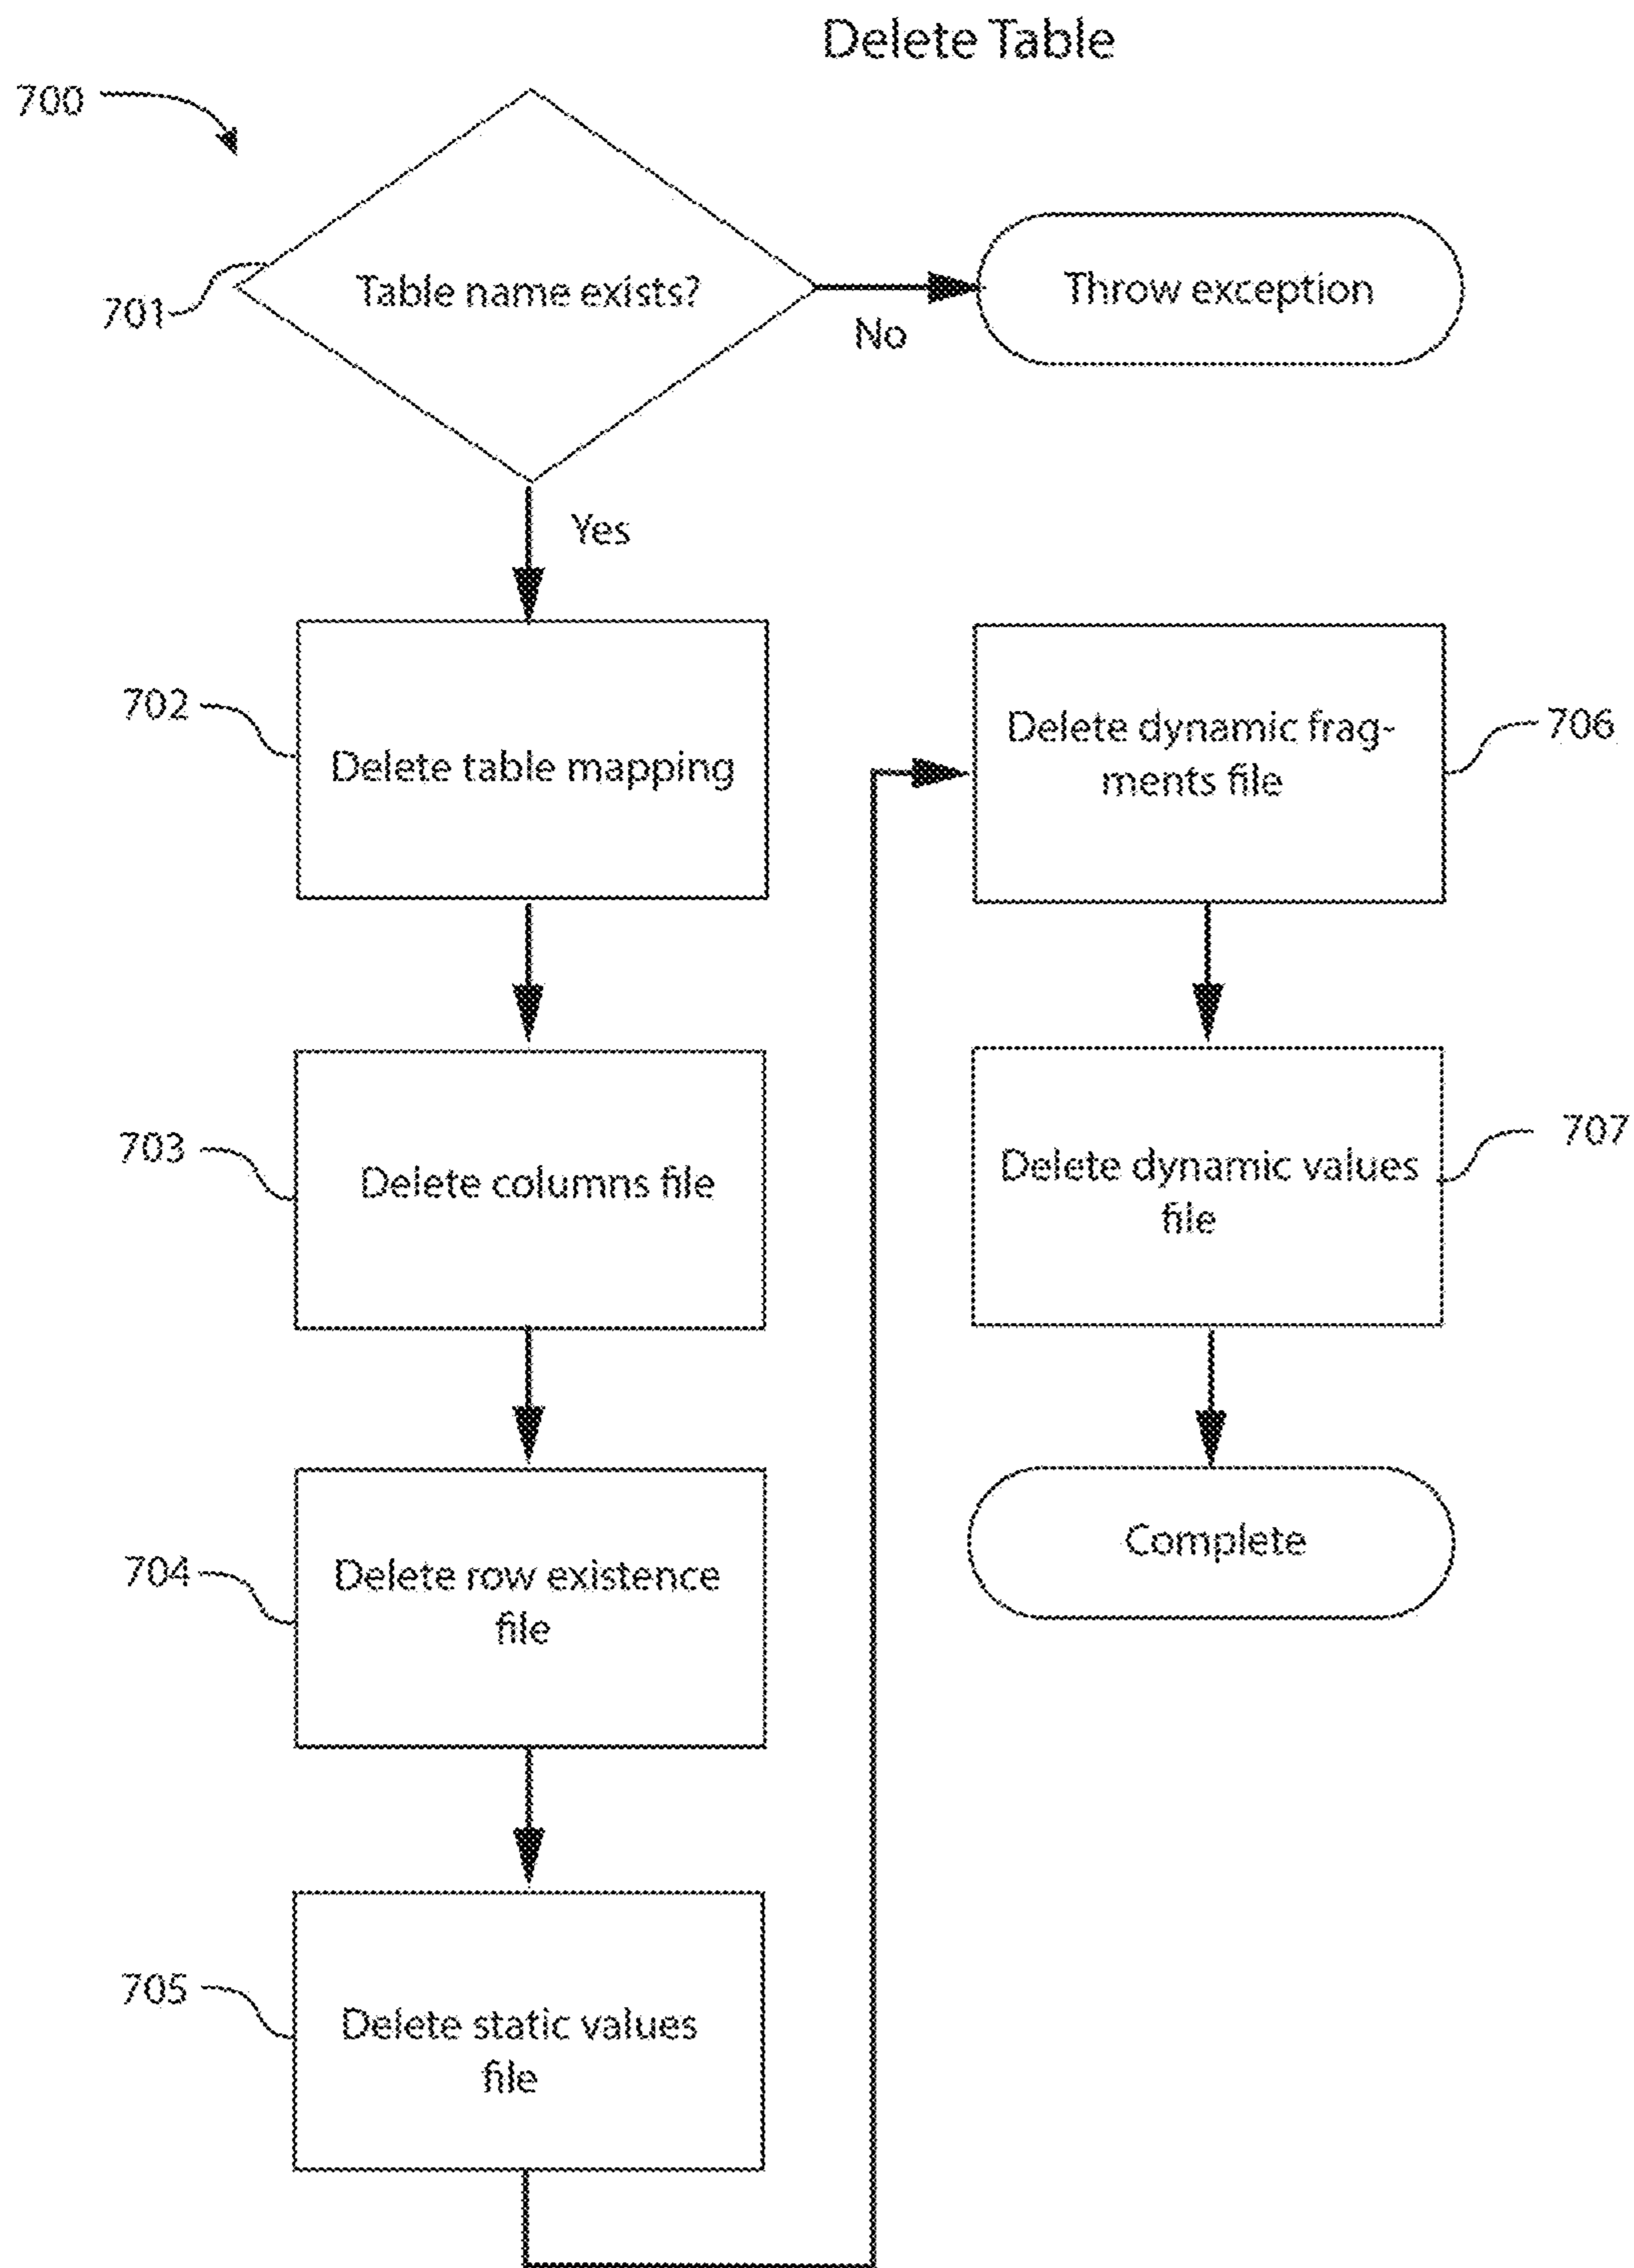 Delete Table
700
701
Table name exists?
No
Throw exception
Yes
702
Delete table mapping
703
Delete columns file
704
Delete row existence
file
705
Delete static values
file
Delete dynamic frag-
ments file
706
Delete dynamic values
file
707
Complete